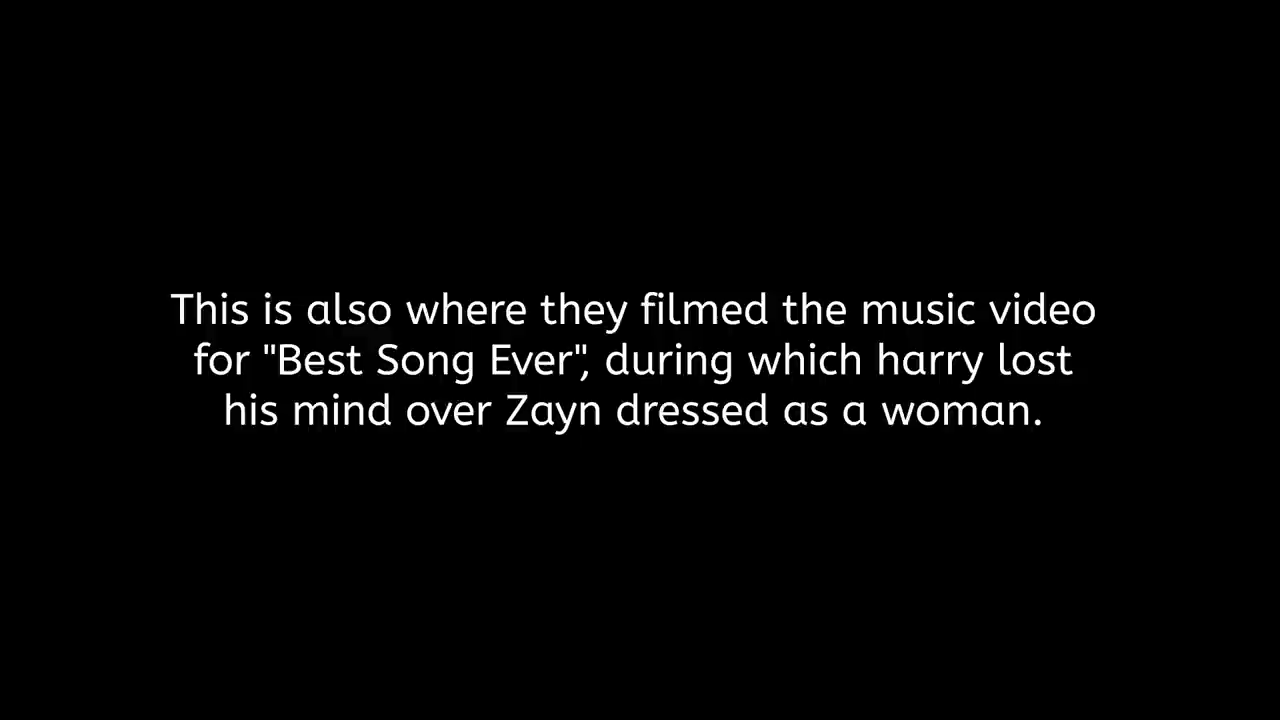 This is also where they filmed the music video
for "Best Song Ever", during which harry lost
his mind over Zayn dressed as a woman.